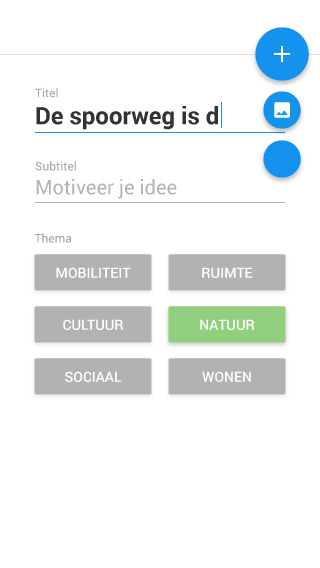 Titel
De spoorweg is d
Subtitel
Motiveer je idee
Thema
MOBILITEIT RUIMTE
CULTUUR NATUUR
SOCIAAL WONEN